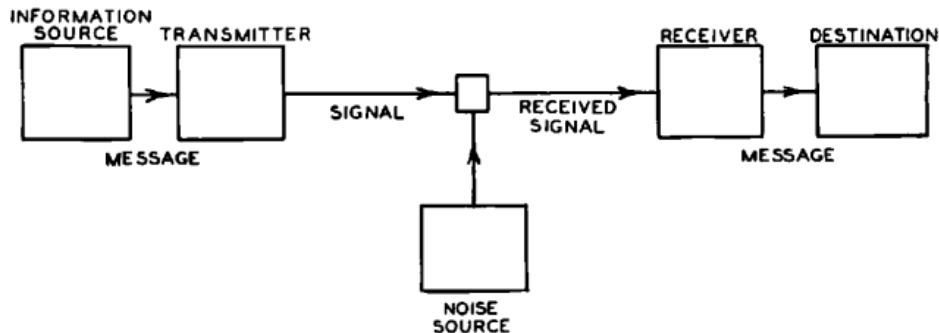 INFORMATION
SOURCE
TRANSMITTER
RECEIVER
DESTINATION
SIGNAL
RECEIVED
SIGNAL
MESSAGE
MESSAGE
NOISE
SOURCE